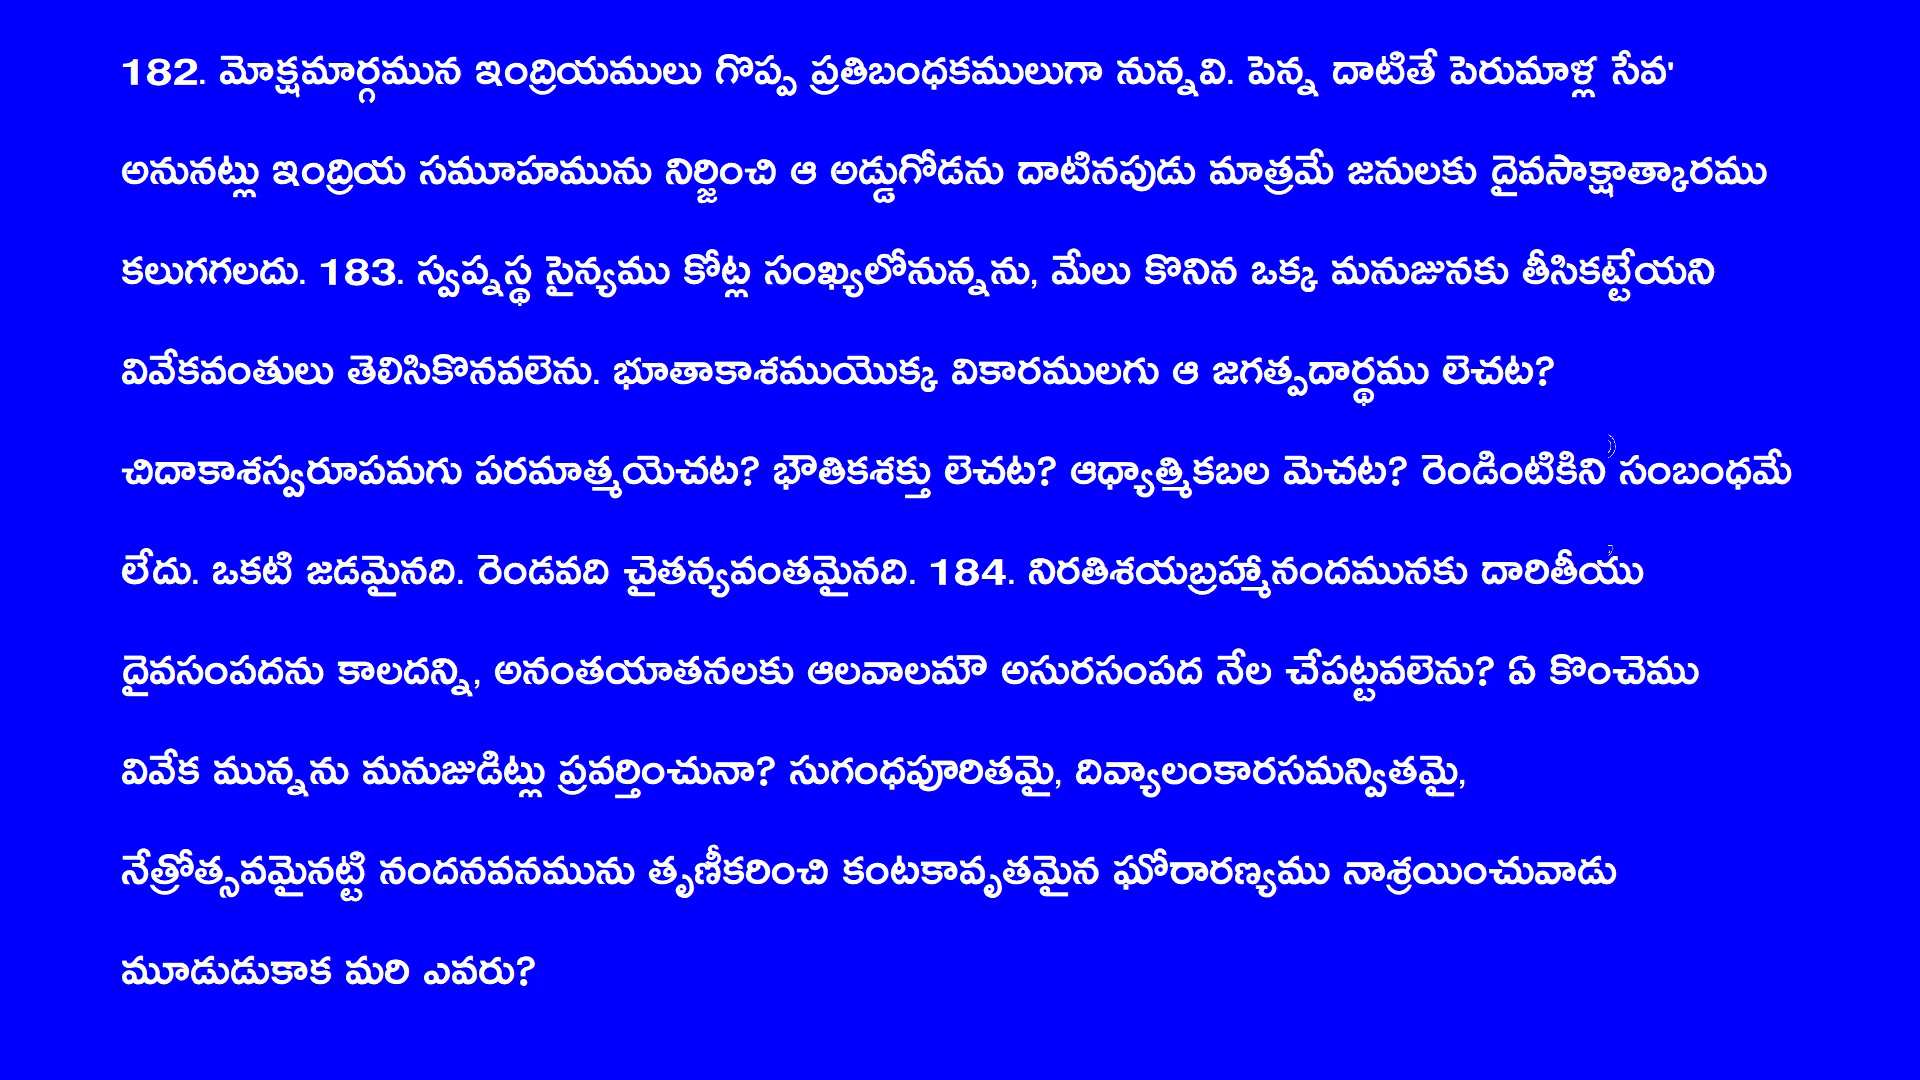 182. మోక్షమార్గమున ఇంద్రియములు గొప్ప ప్రతిబంధకములుగా నున్నవి. పెన్న దాటితే పెరుమాళ్ల సేవ'
అనునట్లు ఇంద్రియ సమూహమును నిర్జించి ఆ అడ్డుగోడను దాటినపుడు మాత్రమే జనులకు దైవసాక్షాత్కారము
కలుగగలదు. 183. స్వప్నస్థ సైన్యము కోట్ల సంఖ్యలోనున్నను, మేలు కొనిన ఒక్క మనుజునకు తీసికట్టేయని
వివేకవంతులు తెలిసికొనవలెను. భూతాకాశముయొక్క వికారములగు ఆ జగత్పదార్థము లెచట?
చిదాకాశస్వరూపమగు పరమాత్మయెచట? భౌతికశక్తు లెచట? ఆధ్యాత్మికబల మెచట? రెండింటికిని సంబంధమే
లేదు. ఒకటి జడమైనది. రెండవది చైతన్యవంతమైనది. 184. నిరతిశయబ్రహ్మానందమునకు దారితీయు
దైవసంపదను కాలదన్ని, అనంతయాతనలకు ఆలవాలమౌ అసురసంపద నేల చేపట్టవలెను? ఏ కొంచెము
వివేక మున్నను మనుజుడిట్లు ప్రవర్తించునా? సుగంధపూరితమై, దివ్యాలంకారసమన్వితమై,
నేత్రోత్సవమైనట్టి నందనవనమును తృణీకరించి కంటకావృతమైన ఘోరారణ్యము నాశ్రయించువాడు
మూడుడుకాక మరి ఎవరు?